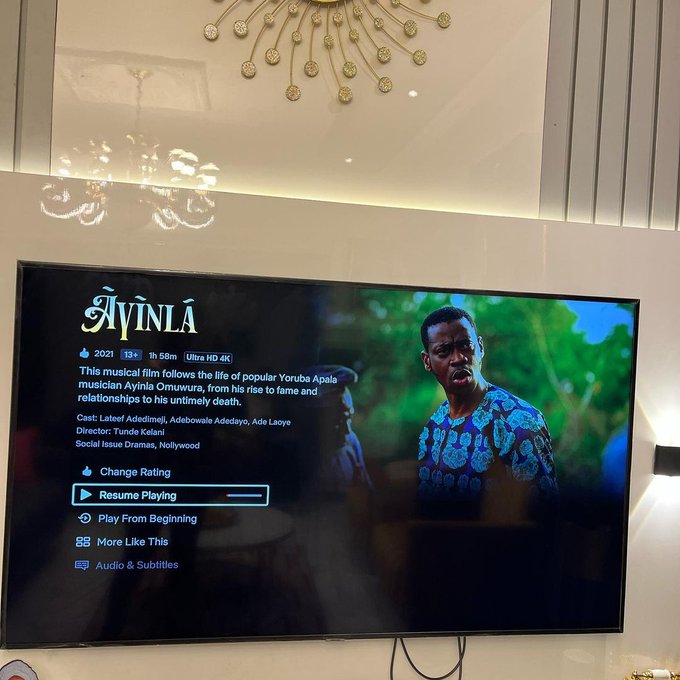 ÀYÌNLÁ
2021 13+ 1h 58m Ultra HD 4K
This musical film follows the life of popular Yoruba Apala
musician Ayinla Omuwura, from his rise to fame and
relationships to his untimely death.
Cast: Lateef Adedimeji, Adebowale Adedayo, Ade Laoye
Director: Tunde Kelani
Social Issue Dramas, Nollywood
Change Rating
Resume Playing
Play From Beginning
More Like This
Audio & Subtitles